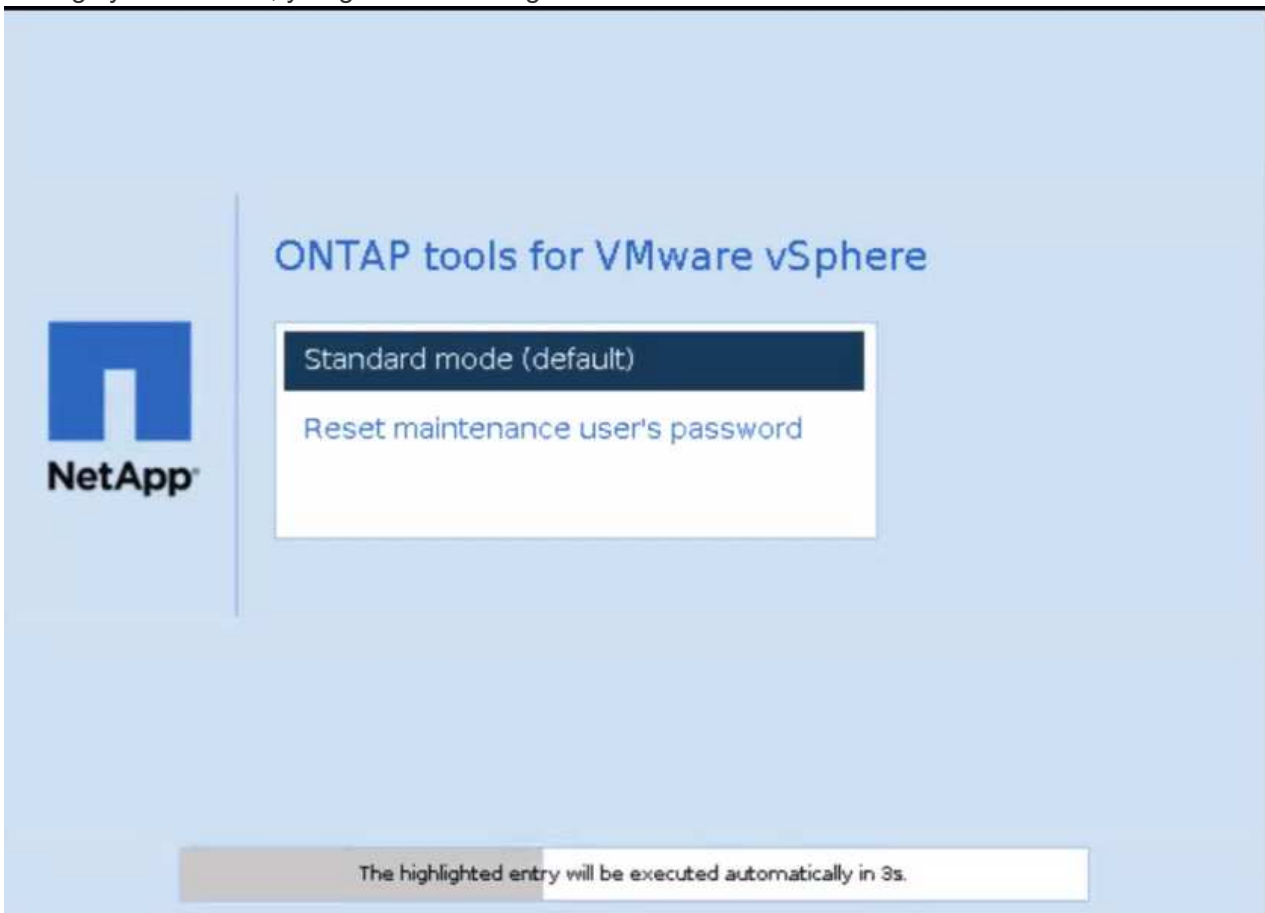 ONTAP tools for VMware vSphere
Standard mode (default)
Reset maintenance user's password
NetApp
The highlighted entry will be executed automatically in 3s.